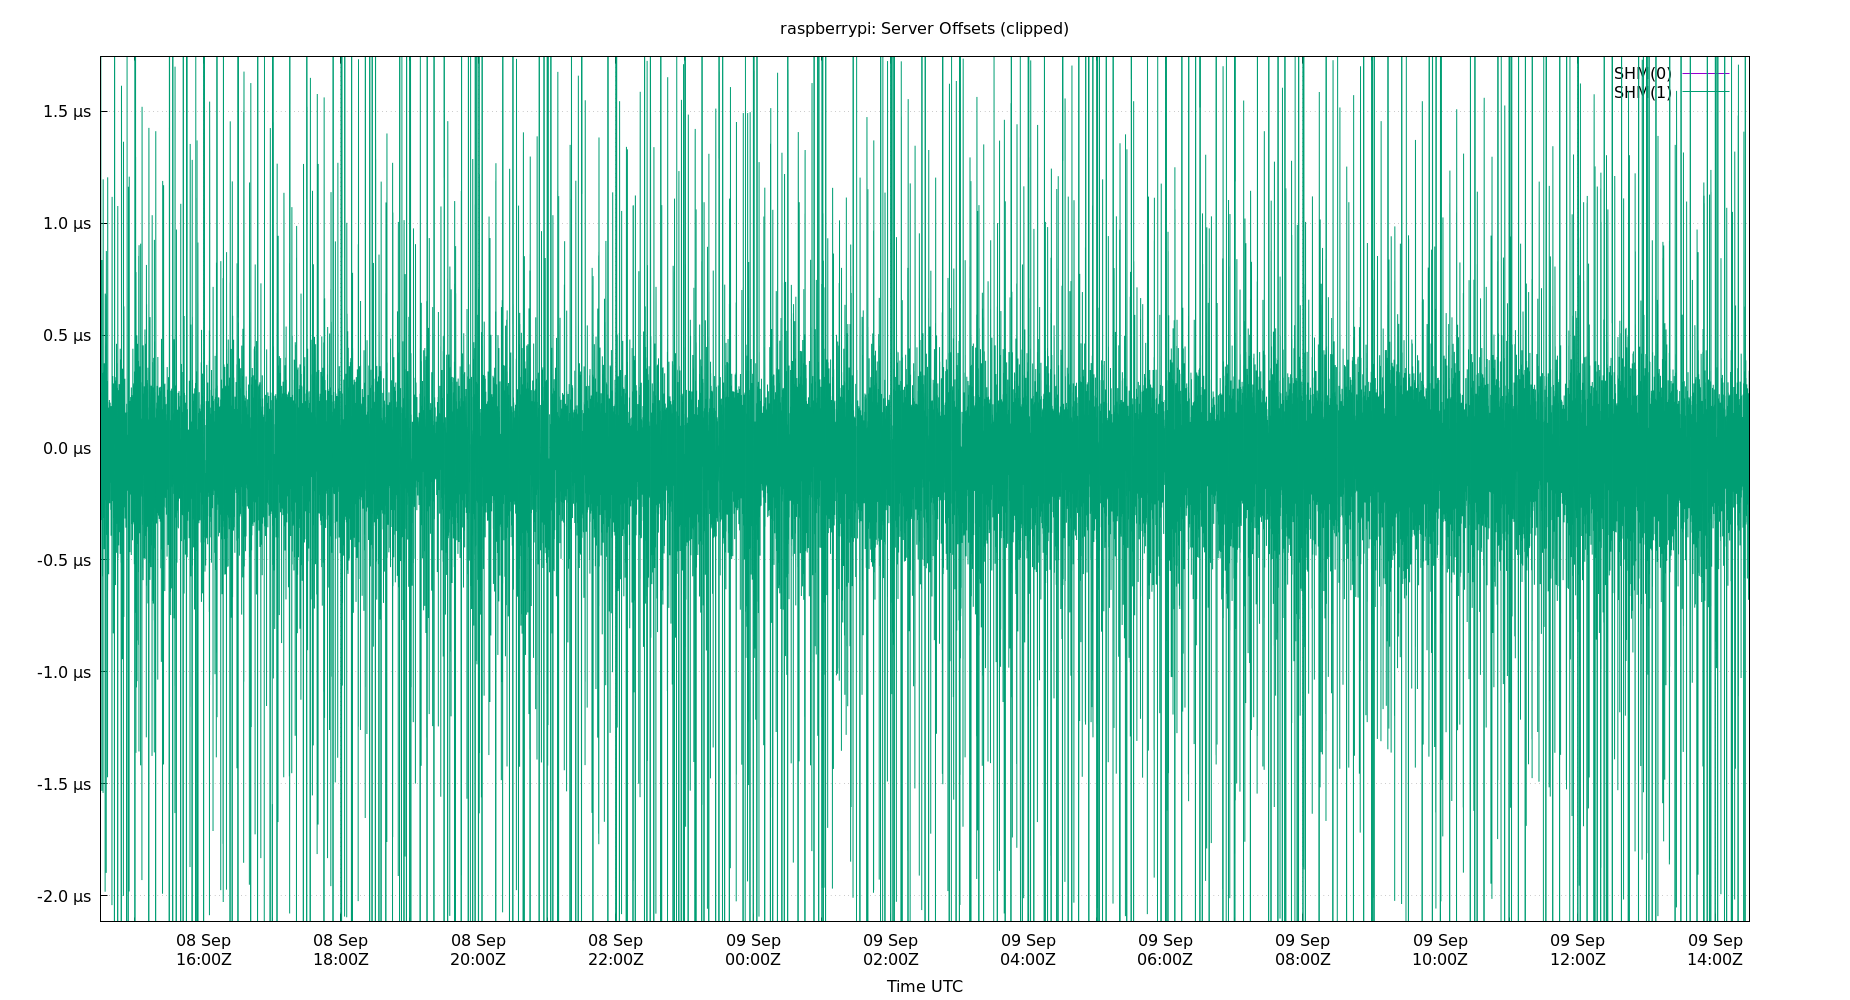 raspberrypi: Server Offsets (clipped)
SHM(0)
SHM(1)
1.5 µs
1.0 µs
0.5 µs
0.0 µs
-0.5 µs
-1.0 µs
-1.5 µs
-2.0 µs
08 Sep 08 Sep 08 Sep 08 Sep 09 Sep 09 Sep 09 Sep 09 Sep 09 Sep 09 Sep 09 Sep 09 Sep
16:00Z 18:00Z 20:00Z 22:00Z 00:00Z 02:00Z 04:00Z 06:00Z 08:00Z 10:00Z 12:00Z 14:00Z
Time UTC